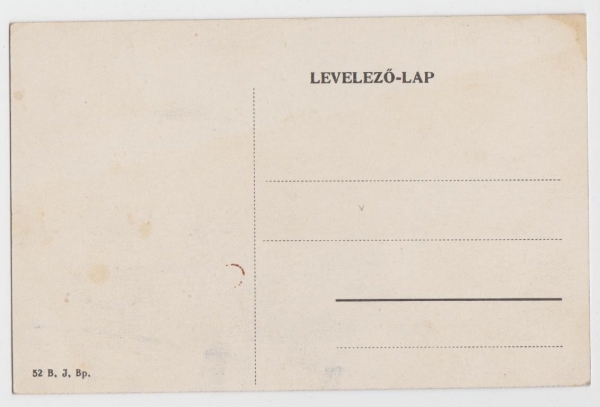 LEVELEZŐ-LAP
52 B. J. Bp.